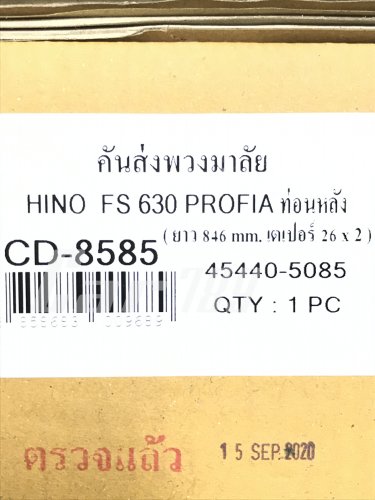 คันส่งพวงมาลัย
HINO FS 630 PROFIA ท่อนหลัง
( ยาว 846 mm. เตเปอร์ 26 x 2 )
CD-8585
45440-5085
QTY : 1 PC
ตรวจแล้ว
15 SEP 2020